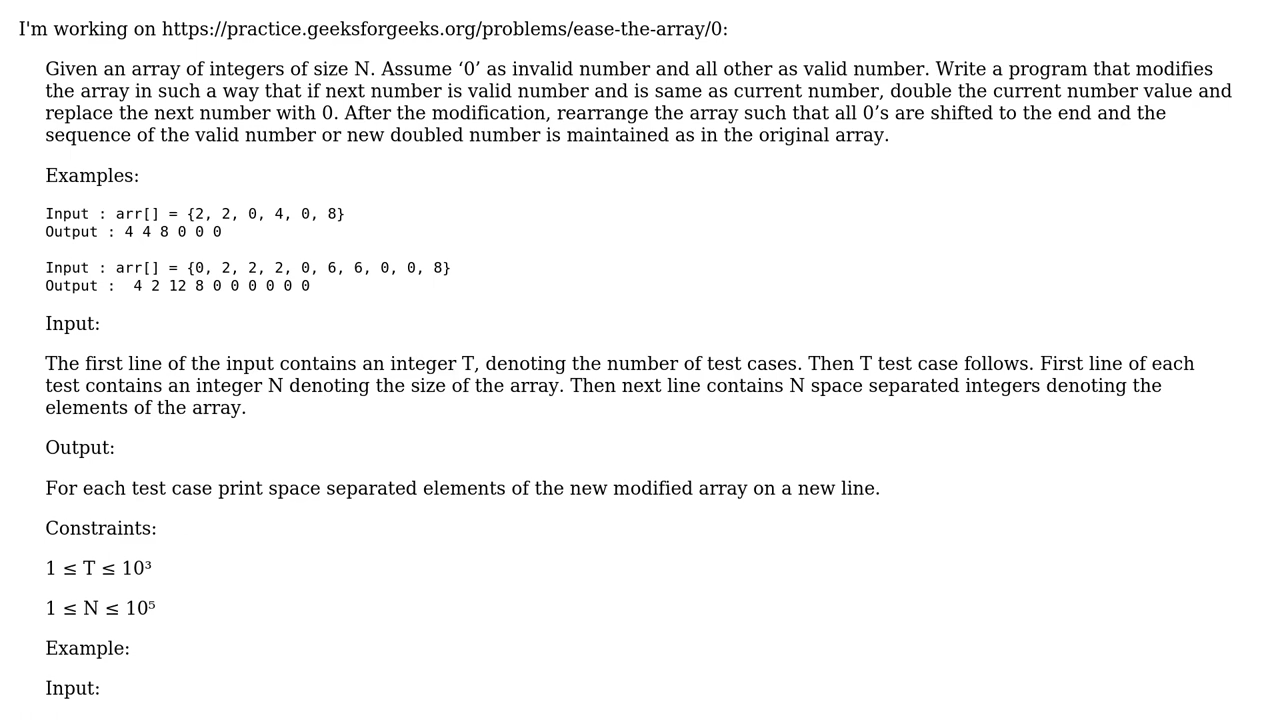 I'm working on https://practice.geeksforgeeks.org/problems/ease-the-array/0:
Given an array of integers of size N. Assume ‘0’ as invalid number and all other as valid number. Write a program that modifies
the array in such a way that if next number is valid number and is same as current number, double the current number value and
replace the next number with 0. After the modification, rearrange the array such that all 0’s are shifted to the end and the
sequence of the valid number or new doubled number is maintained as in the original array.
Examples:
Input : arr[] = {2, 2, 0, 4, 0, 8}
Output : 4 4 8 0 0 0
Input : arr[] = {0, 2, 2, 2, 0, 6, 6, 0, 0, 8}
Output :  4 2 12 8 0 0 0 0 0 0
Input:
The first line of the input contains an integer T, denoting the number of test cases. Then T test case follows. First line of each
test contains an integer N denoting the size of the array. Then next line contains N space separated integers denoting the
elements of the array.
Output:
For each test case print space separated elements of the new modified array on a new line.
Constraints:
1 ≤ T ≤ 10³
1 ≤ N ≤ 10⁵
Example:
Input: